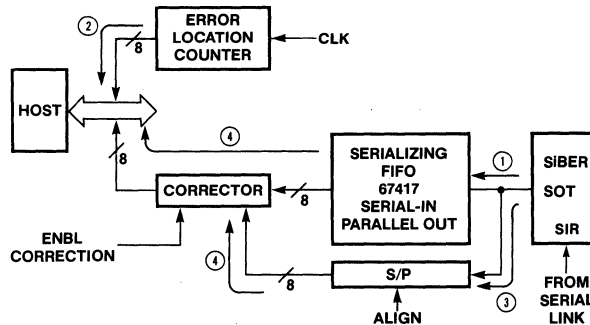 ERROR
LOCATION
COUNTER
2
8
CLK
HOST
4
8
SERIALIZING
FIFO
67417
SERIAL-IN
PARALLEL OUT
1
SiBER
SOT
SIR
CORRECTOR
8
ENBL
CORRECTION
4
8
S/P
3
ALIGN
FROM
SERIAL
LINK